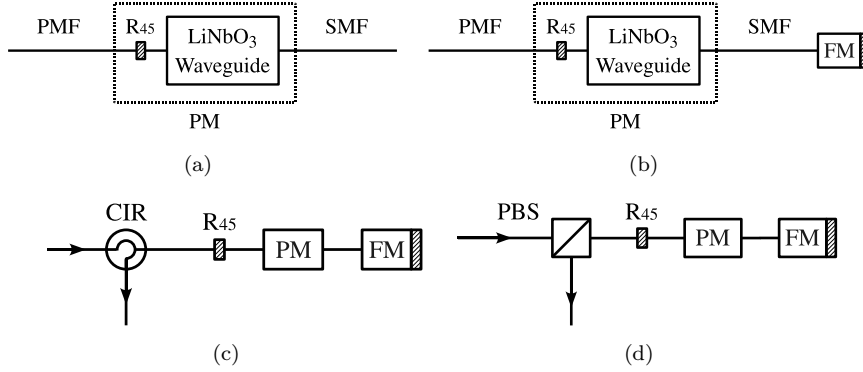 PMF R45 LiNbO3 Waveguide SMF
PM
(a)
PMF R45 LiNbO3 Waveguide SMF FM
PM
(b)
CIR R45 PM FM
(c)
PBS R45 PM FM
(d)